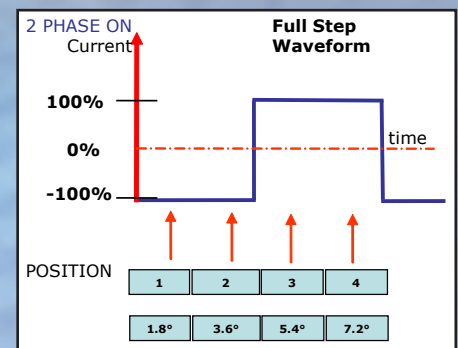 2 PHASE ON
Current
Full Step
Waveform
100%
0%
time
-100%
POSITION
1 2 3 4
1.8° 3.6° 5.4° 7.2°